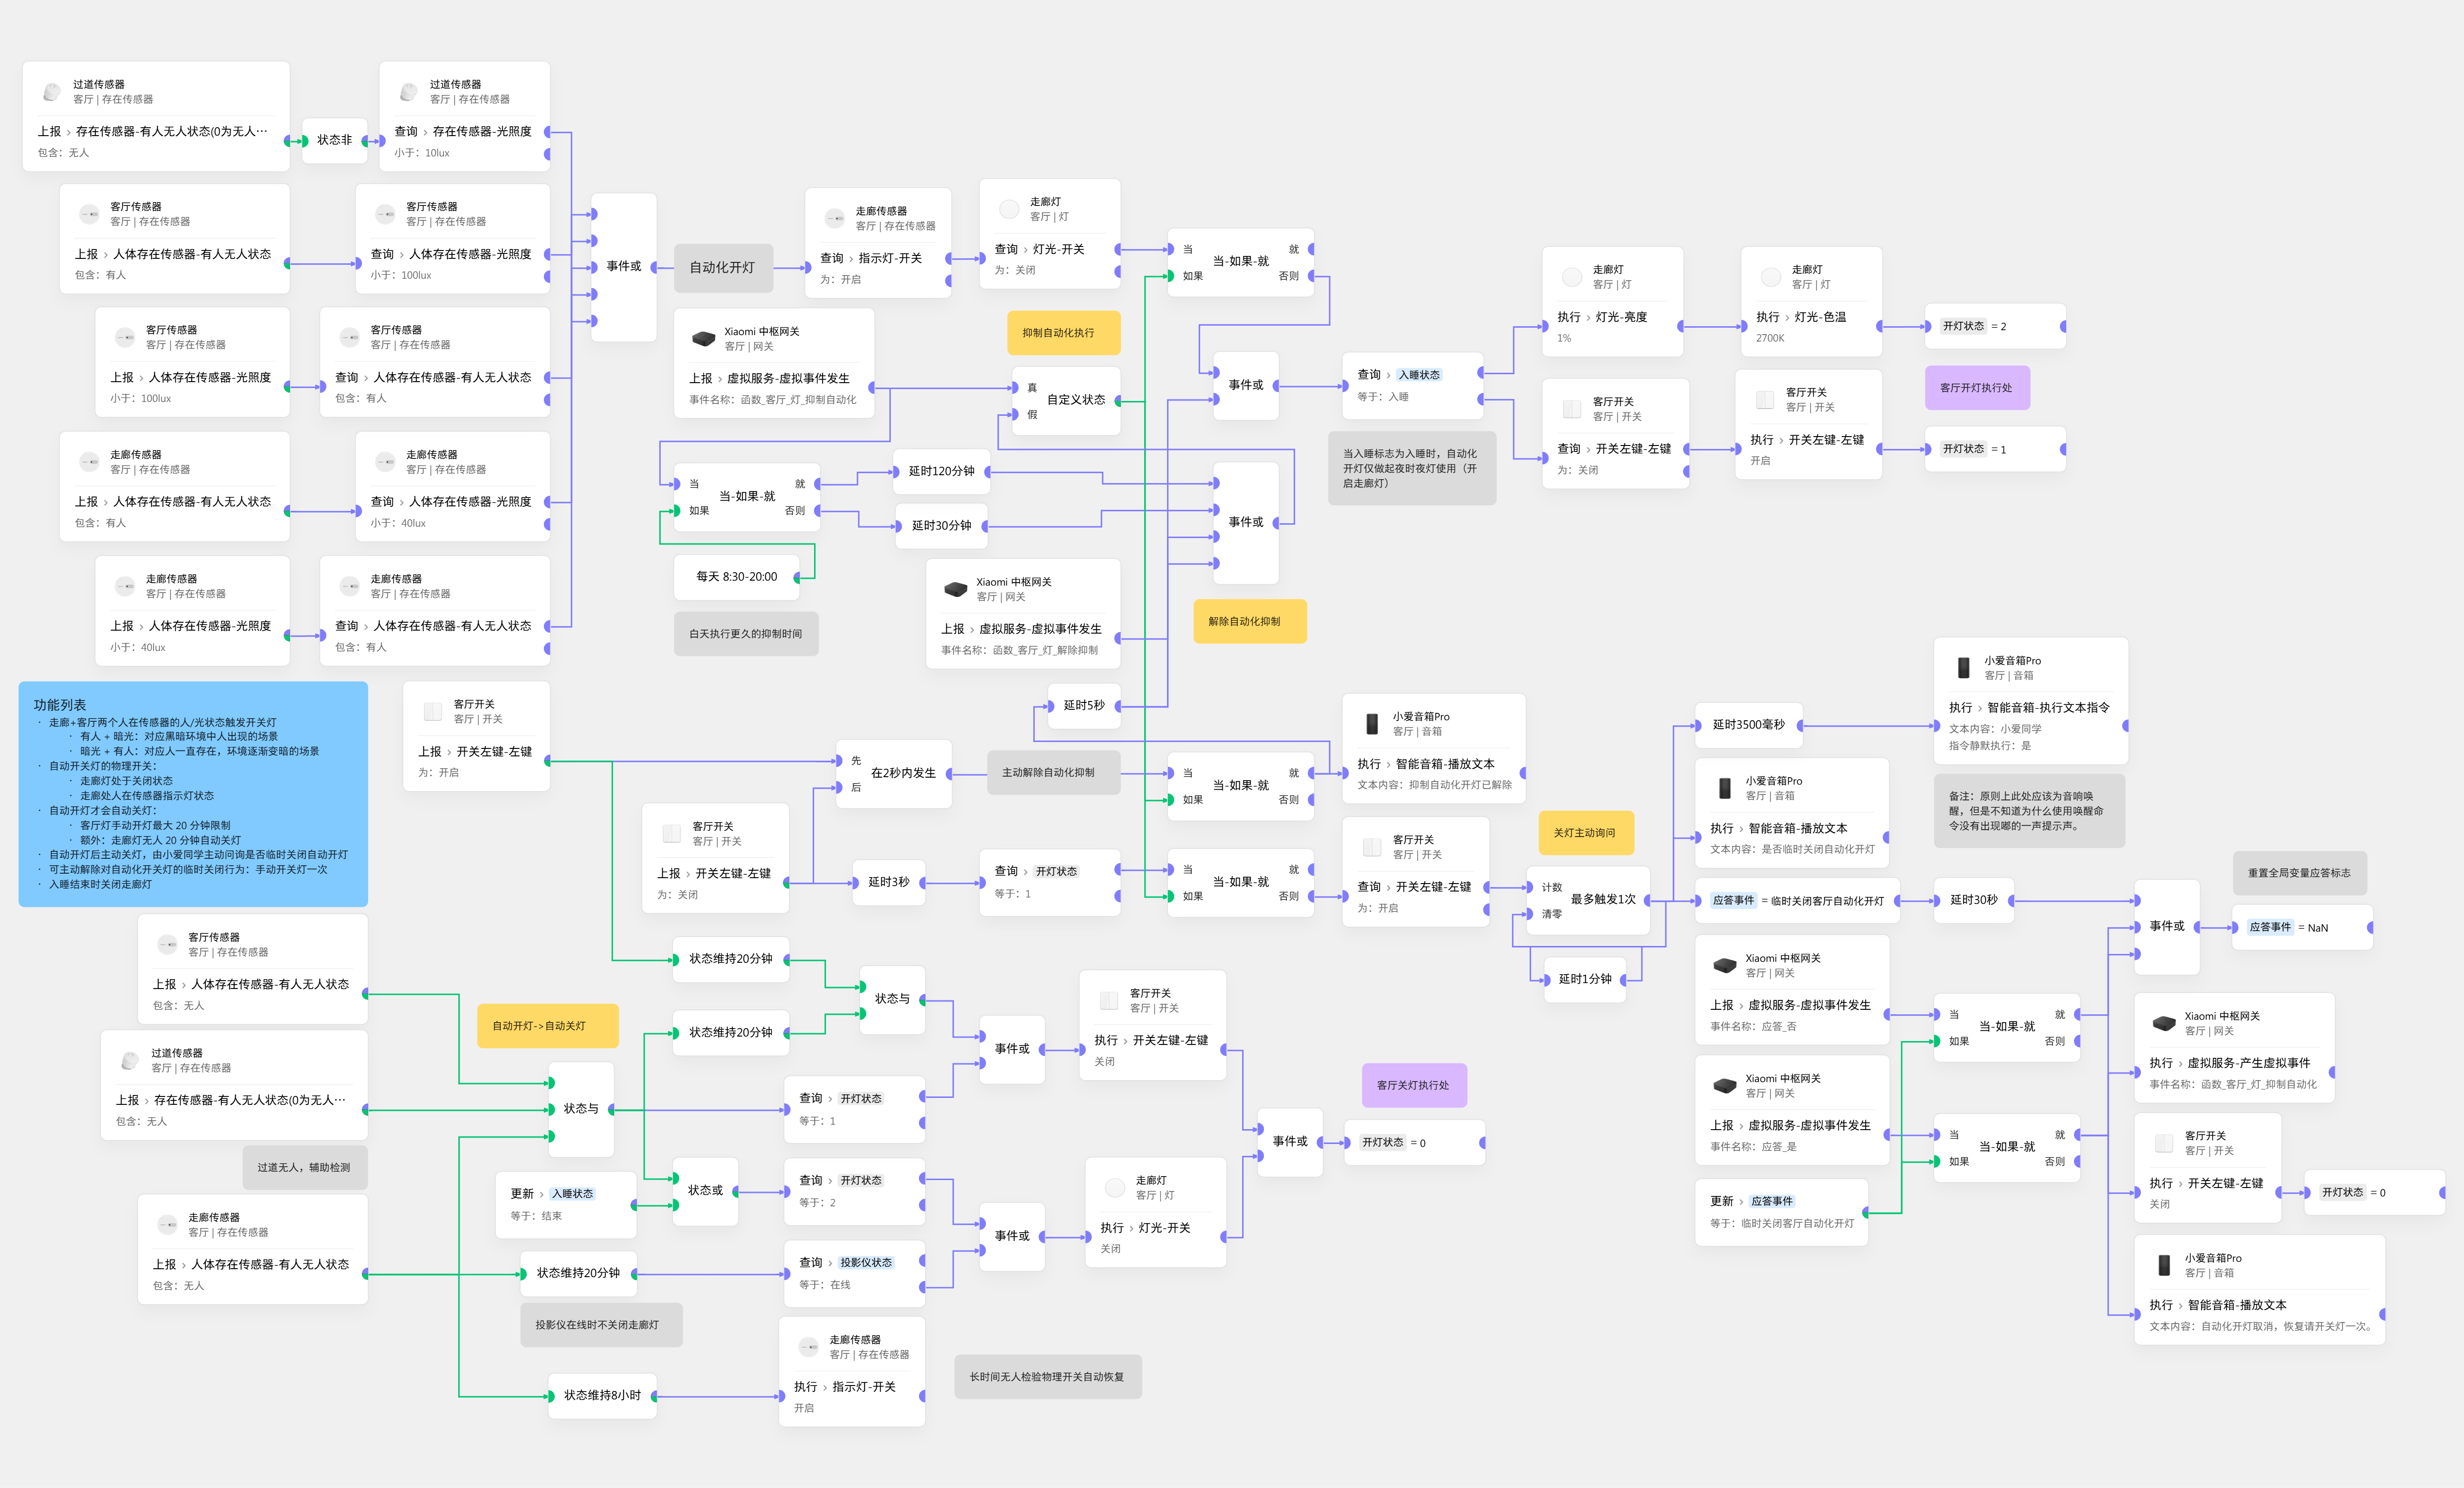 过道传感器
客厅 | 存在传感器
上报 › 存在传感器-有人无人状态(0为无人…
包含：无人
状态非
过道传感器
客厅 | 存在传感器
查询 › 存在传感器-光照度
小于：10lux
客厅传感器
客厅 | 存在传感器
上报 › 人体存在传感器-有人无人状态
包含：有人
客厅传感器
客厅 | 存在传感器
查询 › 人体存在传感器-光照度
小于：100lux
客厅传感器
客厅 | 存在传感器
上报 › 人体存在传感器-光照度
小于：100lux
客厅传感器
客厅 | 存在传感器
查询 › 人体存在传感器-有人无人状态
包含：有人
走廊传感器
客厅 | 存在传感器
上报 › 人体存在传感器-有人无人状态
包含：有人
走廊传感器
客厅 | 存在传感器
查询 › 人体存在传感器-光照度
小于：40lux
走廊传感器
客厅 | 存在传感器
上报 › 人体存在传感器-光照度
小于：40lux
走廊传感器
客厅 | 存在传感器
查询 › 人体存在传感器-有人无人状态
包含：有人
事件或
自动化开灯
走廊传感器
客厅 | 存在传感器
查询 › 指示灯-开关
为：开启
走廊灯
客厅 | 灯
查询 › 灯光-开关
为：关闭
当
如果
当-如果-就
就
否则
抑制自动化执行
Xiaomi 中枢网关
客厅 | 网关
上报 › 虚拟服务-虚拟事件发生
事件名称：函数_客厅_灯_抑制自动化
真
假
自定义状态
当
如果
当-如果-就
就
否则
延时120分钟
延时30分钟
每天 8:30-20:00
白天执行更久的抑制时间
Xiaomi 中枢网关
客厅 | 网关
上报 › 虚拟服务-虚拟事件发生
事件名称：函数_客厅_灯_解除抑制
事件或
解除自动化抑制
延时5秒
事件或
查询 › 入睡状态
等于：入睡
当入睡标志为入睡时，自动化
开灯仅做起夜时夜灯使用（开
启走廊灯）
走廊灯
客厅 | 灯
执行 › 灯光-亮度
1%
走廊灯
客厅 | 灯
执行 › 灯光-色温
2700K
开灯状态 = 2
客厅开灯执行处
客厅开关
客厅 | 开关
查询 › 开关左键-左键
为：关闭
客厅开关
客厅 | 开关
执行 › 开关左键-左键
开启
开灯状态 = 1
功能列表
· 走廊+客厅两个人在传感器的人/光状态触发开关灯
· 有人 + 暗光：对应黑暗环境中人出现的场景
· 暗光 + 有人：对应人一直存在，环境逐渐变暗的场景
· 自动开关灯的物理开关：
· 走廊灯处于关闭状态
· 走廊处人在传感器指示灯状态
· 自动开灯才会自动关灯：
· 客厅灯手动开灯最大 20 分钟限制
· 额外：走廊灯无人 20 分钟自动关灯
· 自动开灯后主动关灯，由小爱同学主动问询是否临时关闭自动开灯
· 可主动解除对自动化开关灯的临时关闭行为：手动开关灯一次
· 入睡结束时关闭走廊灯
客厅开关
客厅 | 开关
上报 › 开关左键-左键
为：开启
客厅开关
客厅 | 开关
上报 › 开关左键-左键
为：关闭
先
后
在2秒内发生
主动解除自动化抑制
当
如果
当-如果-就
就
否则
小爱音箱Pro
客厅 | 音箱
执行 › 智能音箱-播放文本
文本内容：抑制自动化开灯已解除
延时3秒
查询 › 开灯状态
等于：1
当
如果
当-如果-就
就
否则
客厅开关
客厅 | 开关
查询 › 开关左键-左键
为：开启
关灯主动询问
计数
清零
最多触发1次
延时1分钟
延时3500毫秒
小爱音箱Pro
客厅 | 音箱
执行 › 智能音箱-执行文本指令
文本内容：小爱同学
指令静默执行：是
备注：原则上此处应该为音响唤
醒，但是不知道为什么使用唤醒命
令没有出现嘟的一声提示声。
小爱音箱Pro
客厅 | 音箱
执行 › 智能音箱-播放文本
文本内容：是否临时关闭自动化开灯
应答事件 = 临时关闭客厅自动化开灯
延时30秒
事件或
重置全局变量应答标志
应答事件 = NaN
Xiaomi 中枢网关
客厅 | 网关
上报 › 虚拟服务-虚拟事件发生
事件名称：应答_否
当
如果
当-如果-就
就
否则
Xiaomi 中枢网关
客厅 | 网关
上报 › 虚拟服务-虚拟事件发生
事件名称：应答_是
当
如果
当-如果-就
就
否则
更新 › 应答事件
等于：临时关闭客厅自动化开灯
Xiaomi 中枢网关
客厅 | 网关
执行 › 虚拟服务-产生虚拟事件
事件名称：函数_客厅_灯_抑制自动化
客厅开关
客厅 | 开关
执行 › 开关左键-左键
关闭
开灯状态 = 0
小爱音箱Pro
客厅 | 音箱
执行 › 智能音箱-播放文本
文本内容：自动化开灯取消，恢复请开关灯一次。
客厅传感器
客厅 | 存在传感器
上报 › 人体存在传感器-有人无人状态
包含：无人
过道传感器
客厅 | 存在传感器
上报 › 存在传感器-有人无人状态(0为无人…
包含：无人
过道无人，辅助检测
走廊传感器
客厅 | 存在传感器
上报 › 人体存在传感器-有人无人状态
包含：无人
自动开灯->自动关灯
状态与
状态维持20分钟
状态维持20分钟
状态与
查询 › 开灯状态
等于：1
更新 › 入睡状态
等于：结束
状态或
查询 › 开灯状态
等于：2
状态维持20分钟
投影仪在线时不关闭走廊灯
查询 › 投影仪状态
等于：在线
状态维持8小时
走廊传感器
客厅 | 存在传感器
执行 › 指示灯-开关
开启
长时间无人检验物理开关自动恢复
事件或
客厅开关
客厅 | 开关
执行 › 开关左键-左键
关闭
事件或
走廊灯
客厅 | 灯
执行 › 灯光-开关
关闭
事件或
客厅关灯执行处
开灯状态 = 0